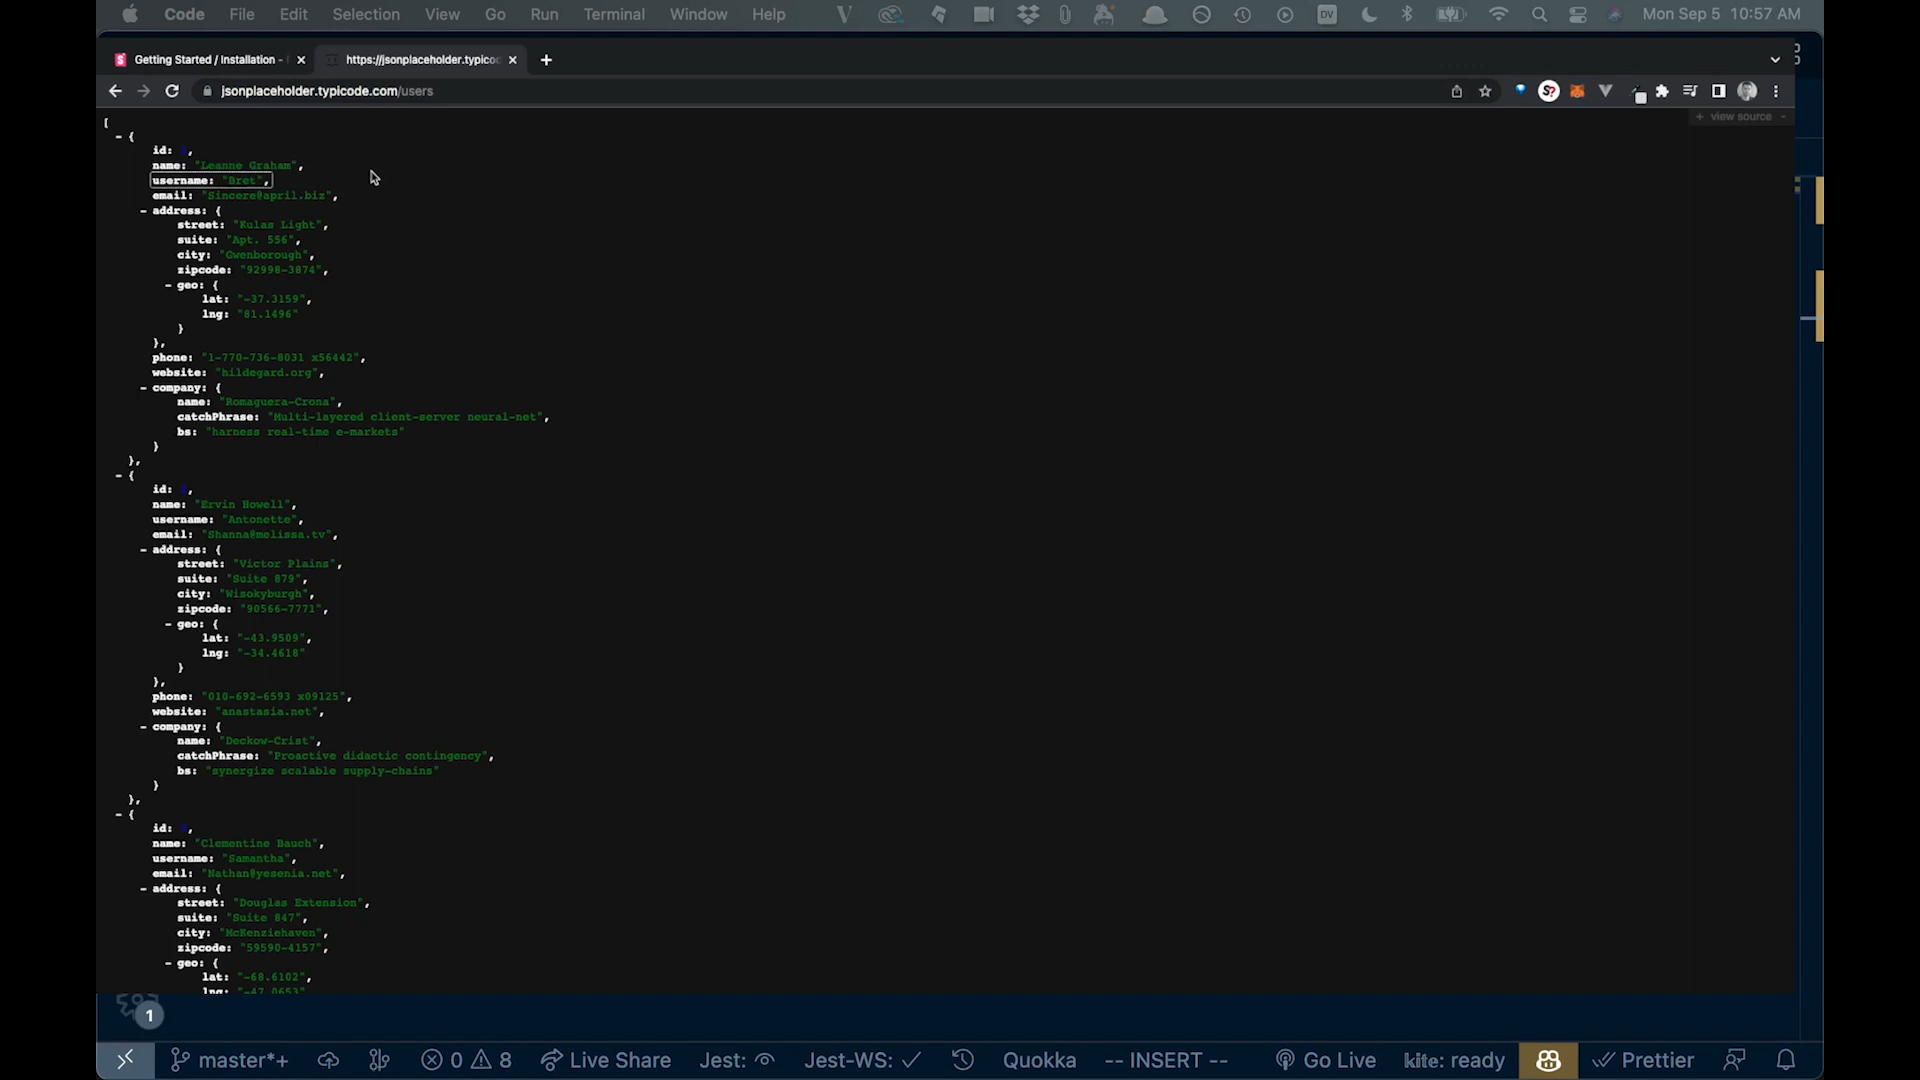 Code File Edit Selection View Go Run Terminal Window Help DV Mon Sep 5 10:57 AM
Getting Started / Installation - https://jsonplaceholder.typico
jsonplaceholder.typicode.com/users
+ view source -
[
- {
id: ,
name: "Leanne Graham",
username: "Bret",
email: "Sincere@april.biz",
- address: {
street: "Kulas Light",
suite: "Apt. 556",
city: "Gwenborough",
zipcode: "92998-3874",
- geo: {
lat: "-37.3159",
lng: "81.1496"
}
},
phone: "1-770-736-8031 x56442",
website: "hildegard.org",
- company: {
name: "Romaguera-Crona",
catchPhrase: "Multi-layered client-server neural-net",
bs: "harness real-time e-markets"
}
},
- {
id: ,
name: "Ervin Howell",
username: "Antonette",
email: "Shanna@melissa.tv",
- address: {
street: "Victor Plains",
suite: "Suite 879",
city: "Wisokyburgh",
zipcode: "90566-7771",
- geo: {
lat: "-43.9509",
lng: "-34.4618"
}
},
phone: "010-692-6593 x09125",
website: "anastasia.net",
- company: {
name: "Deckow-Crist",
catchPhrase: "Proactive didactic contingency",
bs: "synergize scalable supply-chains"
}
},
- {
id: ,
name: "Clementine Bauch",
username: "Samantha",
email: "Nathan@yesenia.net",
- address: {
street: "Douglas Extension",
suite: "Suite 847",
city: "McKenziehaven",
zipcode: "59590-4157",
- geo: {
lat: "-68.6102",
lng: "-47.0653"
1
master*+ 0 8 Live Share Jest: Jest-WS: Quokka -- INSERT -- Go Live kite: ready Prettier